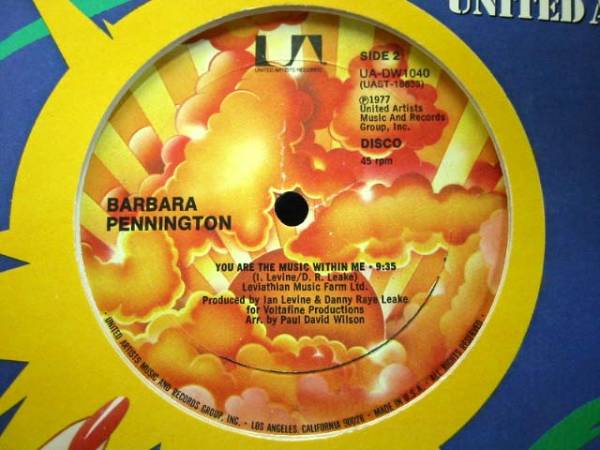 UNITED A
UA
UNITED ARTISTS RECORDS
SIDE 2
UA-DW1040
℗1977
United Artists
Music And Records
Group, Inc.
DISCO
45 rpm
BARBARA
PENNINGTON
YOU ARE THE MUSIC WITHIN ME • 9:35
(I. Levine/D. R. Leake)
Leviathian Music Farm Ltd.
Produced by Ian Levine & Danny Raye Leake
for Voltafine Productions
Arr. by Paul David Wilson
· UNITED ARTISTS MUSIC AND RECORDS GROUP, INC. · LOS ANGELES, CALIFORNIA 90028 · MADE IN U.S.A. · ALL RIGHTS RESERVED ·